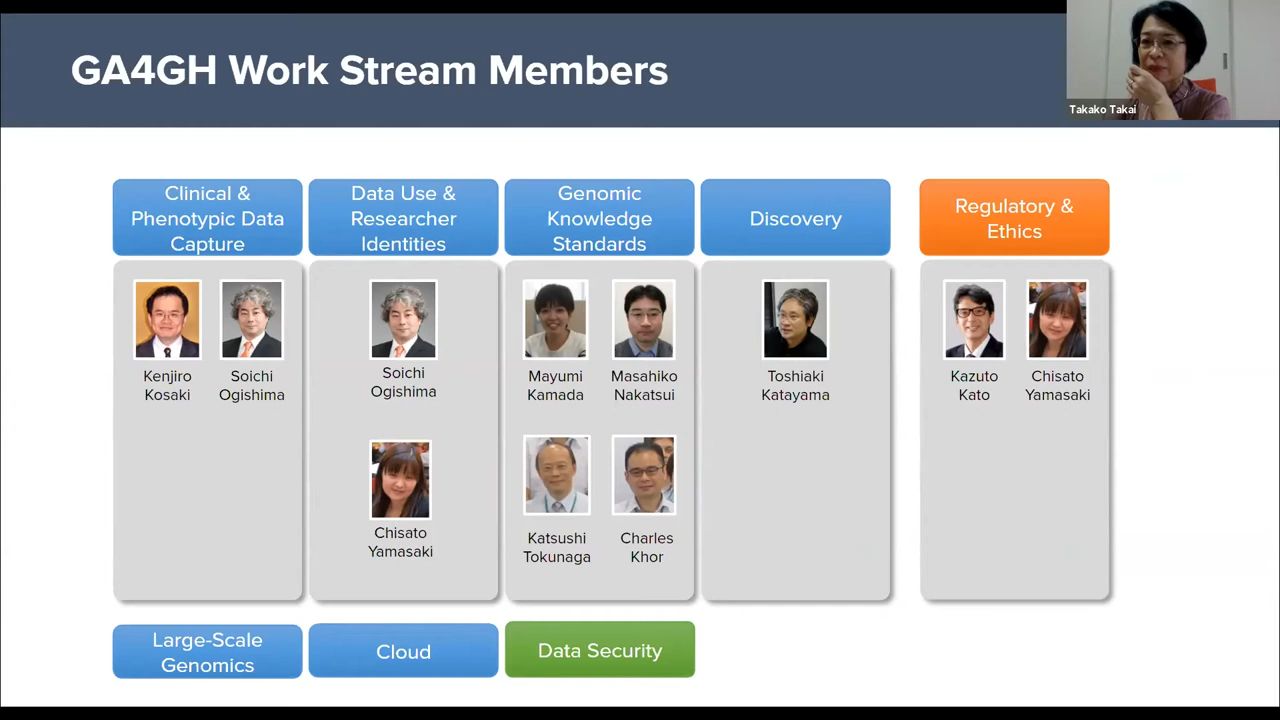 GA4GH Work Stream Members
Takako Takai
Clinical &
Phenotypic Data
Capture
Data Use &
Researcher
Identities
Genomic
Knowledge
Standards
Discovery
Regulatory &
Ethics
Kenjiro
Kosaki
Soichi
Ogishima
Soichi
Ogishima
Chisato
Yamasaki
Mayumi
Kamada
Masahiko
Nakatsui
Katsushi
Tokunaga
Charles
Khor
Toshiaki
Katayama
Kazuto
Kato
Chisato
Yamasaki
Large-Scale
Genomics
Cloud
Data Security